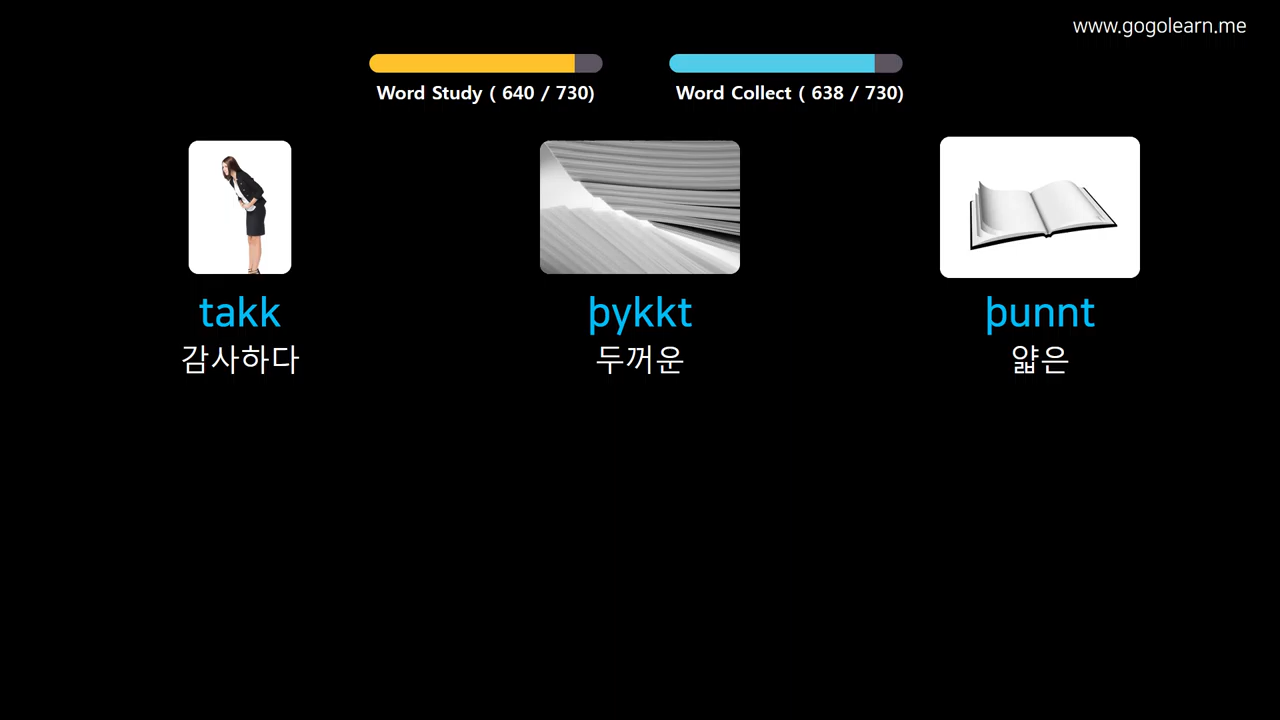 www.gogolearn.me
Word Study ( 640 / 730)
Word Collect ( 638 / 730)
takk
감사하다
þykkt
두꺼운
þunnt
얇은